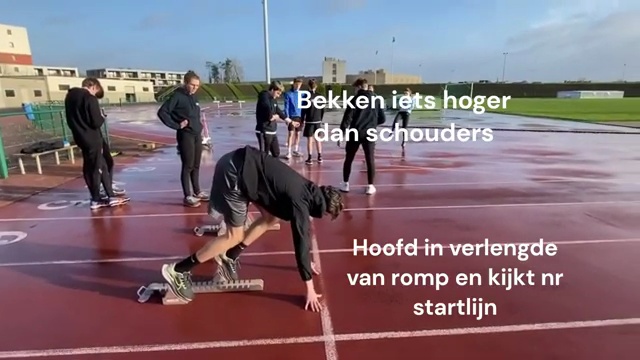 Bekken iets hoger
dan schouders
Hoofd in verlengde
van romp en kijkt nr
startlijn